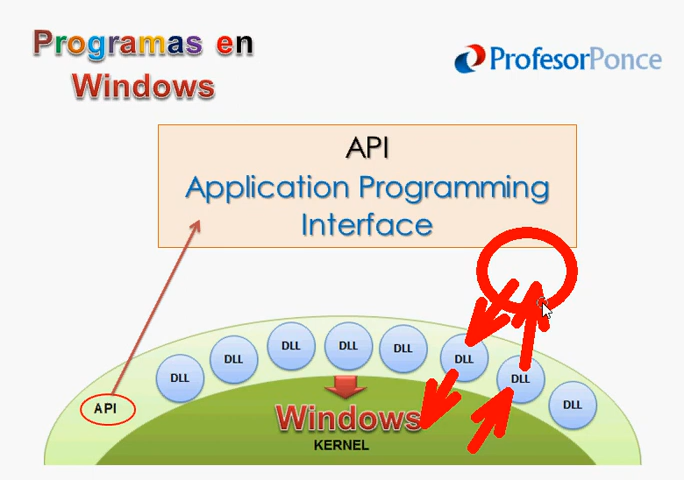 Programas en
Windows
ProfesorPonce
API
Application Programming
Interface
DLL
DLL
DLL
DLL
DLL
DLL
DLL
DLL
API
Windows
KERNEL